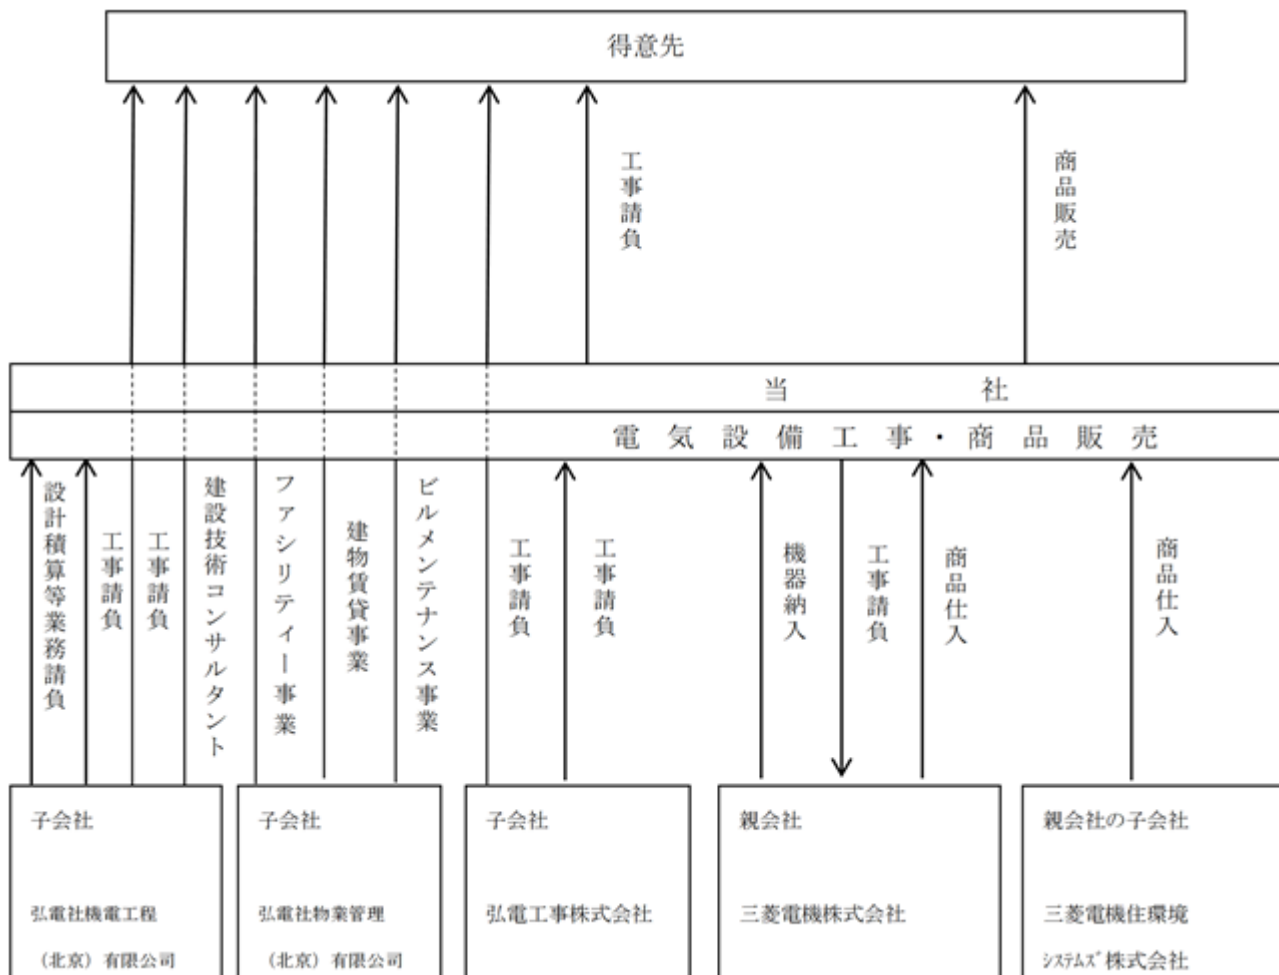 得意先
工事請負
商品販売
当社
電気設備工事・商品販売
設計積算等業務請負
工事請負
工事請負
建設技術コンサルタント
ファシリティー事業
建物賃貸事業
ビルメンテナンス事業
工事請負
工事請負
機器納入
工事請負
商品仕入
商品仕入
子会社
弘電社機電工程
（北京）有限公司
子会社
弘電社物業管理
（北京）有限公司
子会社
弘電工事株式会社
親会社
三菱電機株式会社
親会社の子会社
三菱電機住環境
ｼｽﾃﾑｽﾞ株式会社